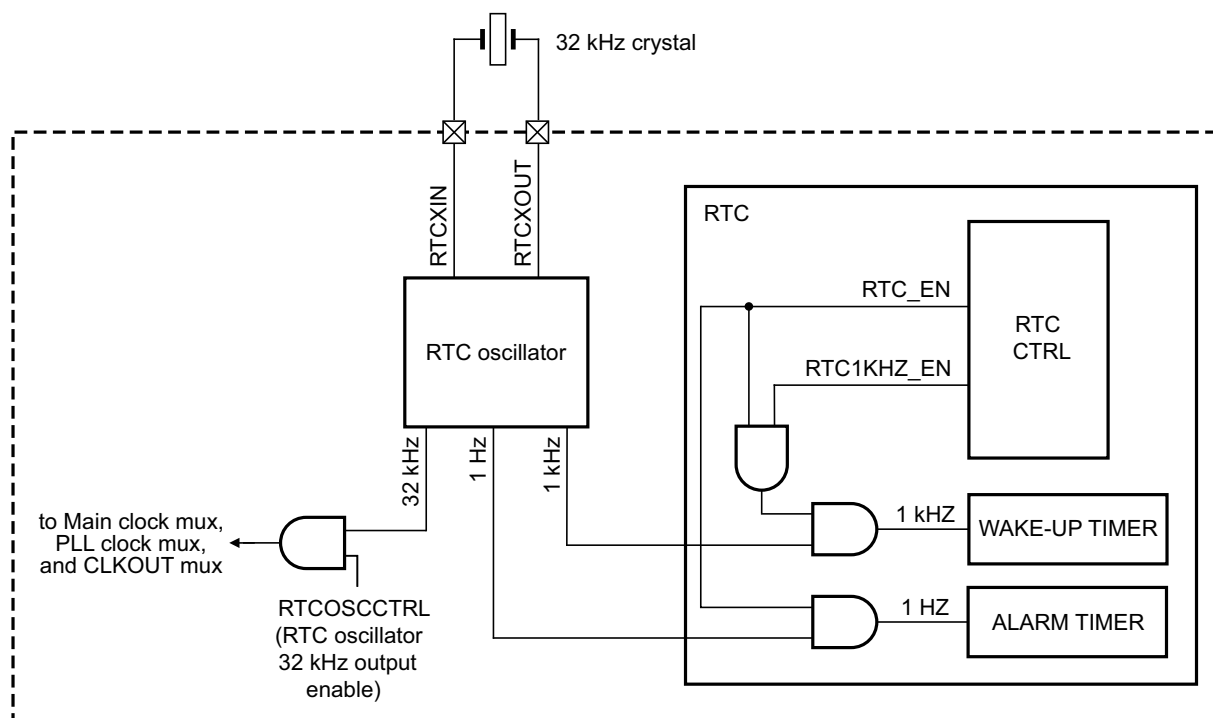 32 kHz crystal
RTCXIN
RTCXOUT
RTC
RTC_EN
RTC
CTRL
RTC oscillator
RTC1KHZ_EN
32 kHz
1 Hz
1 kHz
to Main clock mux,
PLL clock mux,
and CLKOUT mux
1 kHZ
WAKE-UP TIMER
RTCOSCCTRL
(RTC oscillator
32 kHz output
enable)
1 HZ
ALARM TIMER